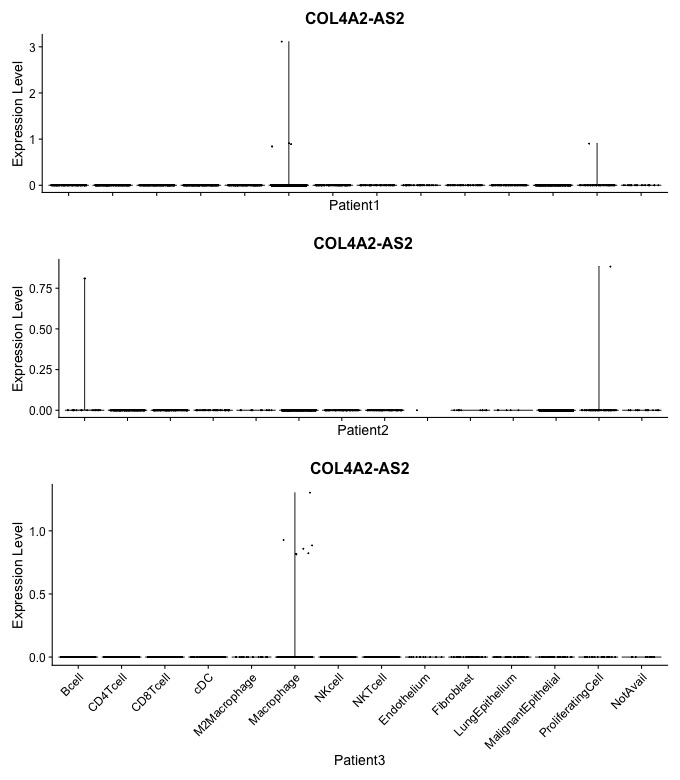 COL4A2-AS2
3
2
1
0
Expression Level
Patient1
COL4A2-AS2
0.75
0.50
0.25
0.00
Expression Level
Patient2
COL4A2-AS2
1.0
0.5
0.0
Expression Level
Bcell
CD4Tcell
CD8Tcell
cDC
M2Macrophage
Macrophage
NKcell
NKTcell
Endothelium
Fibroblast
LungEpithelium
MalignantEpithelial
ProliferatingCell
NotAvail
Patient3